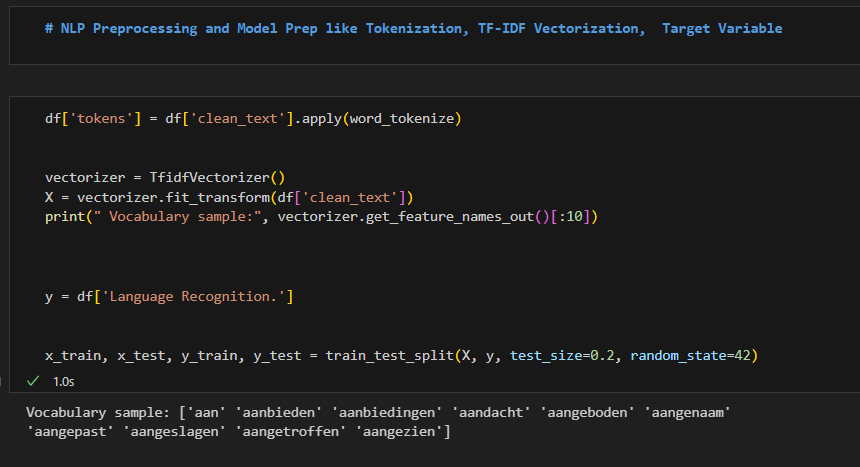 # NLP Preprocessing and Model Prep like Tokenization, TF-IDF Vectorization,  Target Variable
df['tokens'] = df['clean_text'].apply(word_tokenize)
vectorizer = TfidfVectorizer()
X = vectorizer.fit_transform(df['clean_text'])
print(" Vocabulary sample:", vectorizer.get_feature_names_out()[:10])
y = df['Language Recognition.']
x_train, x_test, y_train, y_test = train_test_split(X, y, test_size=0.2, random_state=42)
1.0s
Vocabulary sample: ['aan' 'aanbieden' 'aanbiedingen' 'aandacht' 'aangeboden' 'aangenaam'
'aangepast' 'aangeslagen' 'aangetroffen' 'aangezien']